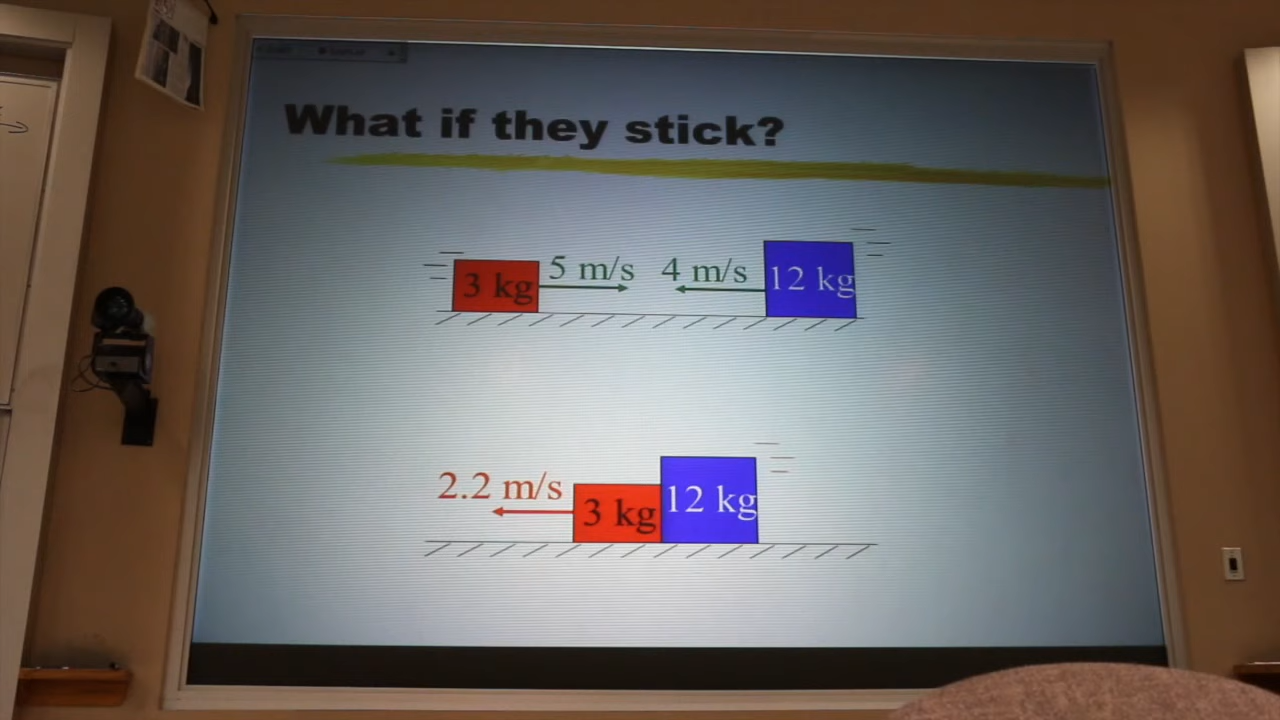 What if they stick?
3 kg 5 m/s 4 m/s 12 kg
2.2 m/s 3 kg 12 kg